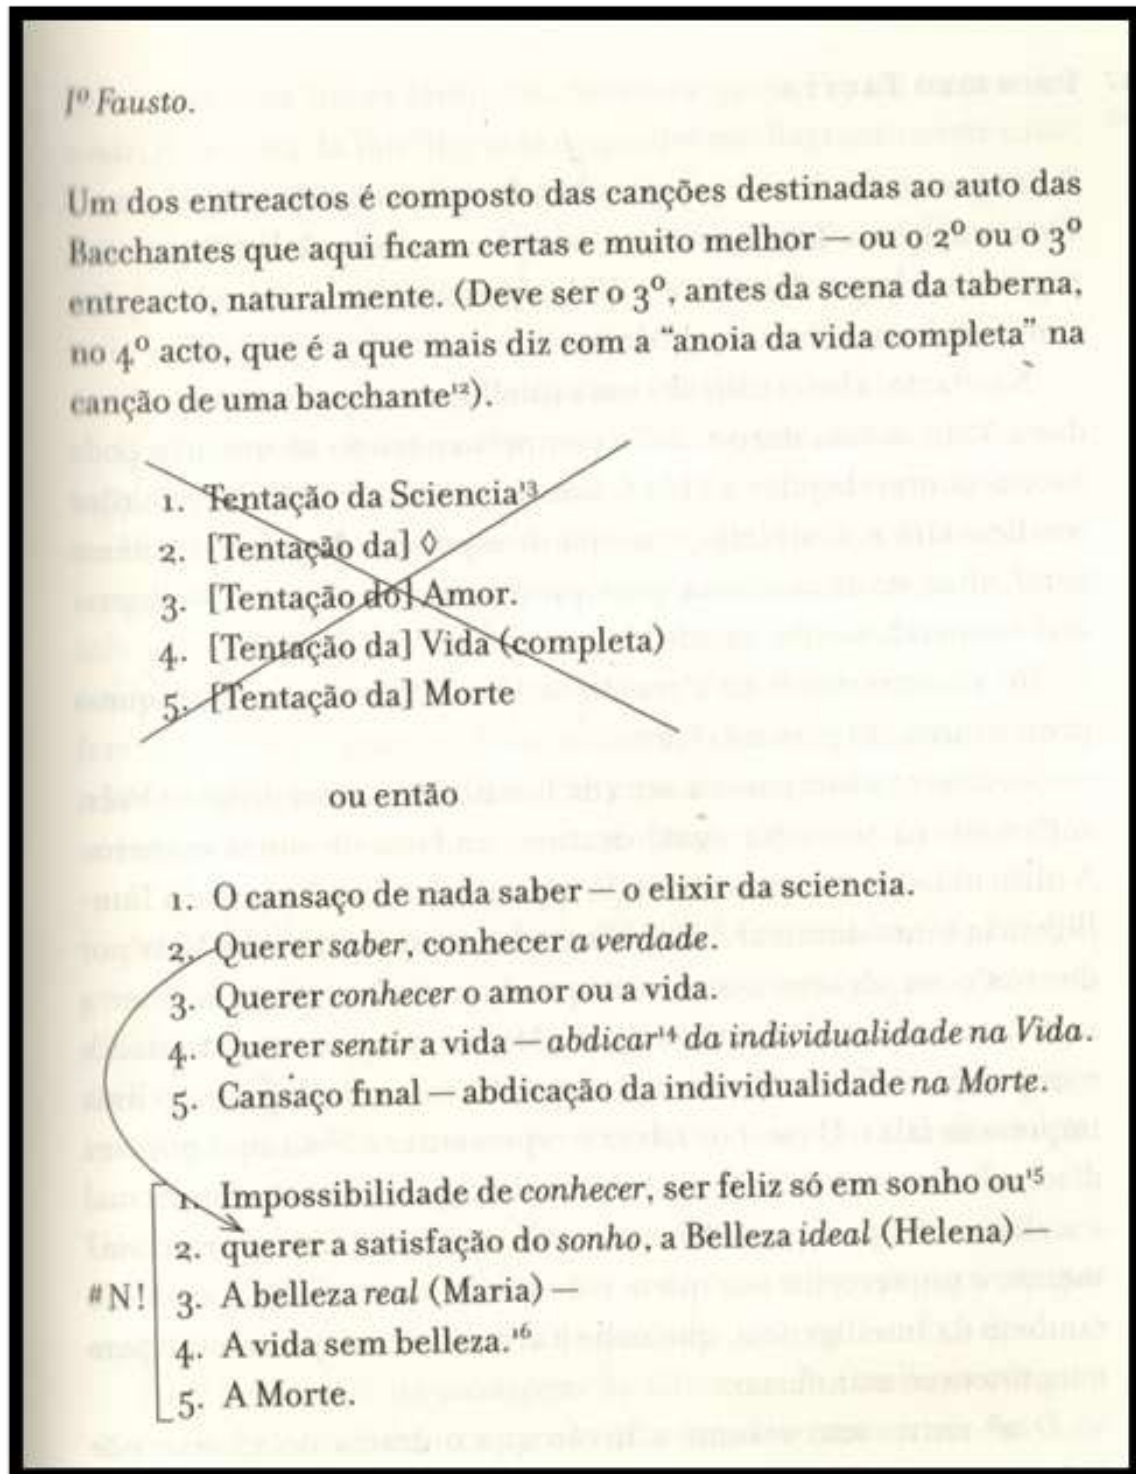 1º Fausto.
Um dos entreactos é composto das canções destinadas ao auto das
Bacchantes que aqui ficam certas e muito melhor — ou o 2º ou o 3º
entreacto, naturalmente. (Deve ser o 3º, antes da scena da taberna,
no 4º acto, que é a que mais diz com a “anoia da vida completa” na
canção de uma bacchante¹²).
1. Tentação da Sciencia¹³
2. [Tentação da] ◊
3. [Tentação do] Amor.
4. [Tentação da] Vida (completa)
5. [Tentação da] Morte
ou então
1. O cansaço de nada saber — o elixir da sciencia.
2. Querer saber, conhecer a verdade.
3. Querer conhecer o amor ou a vida.
4. Querer sentir a vida — abdicar¹⁴ da individualidade na Vida.
5. Cansaço final — abdicação da individualidade na Morte.
1. Impossibilidade de conhecer, ser feliz só em sonho ou¹⁵
2. querer a satisfação do sonho, a Belleza ideal (Helena) —
#N! 3. A belleza real (Maria) —
4. A vida sem belleza.¹⁶
5. A Morte.